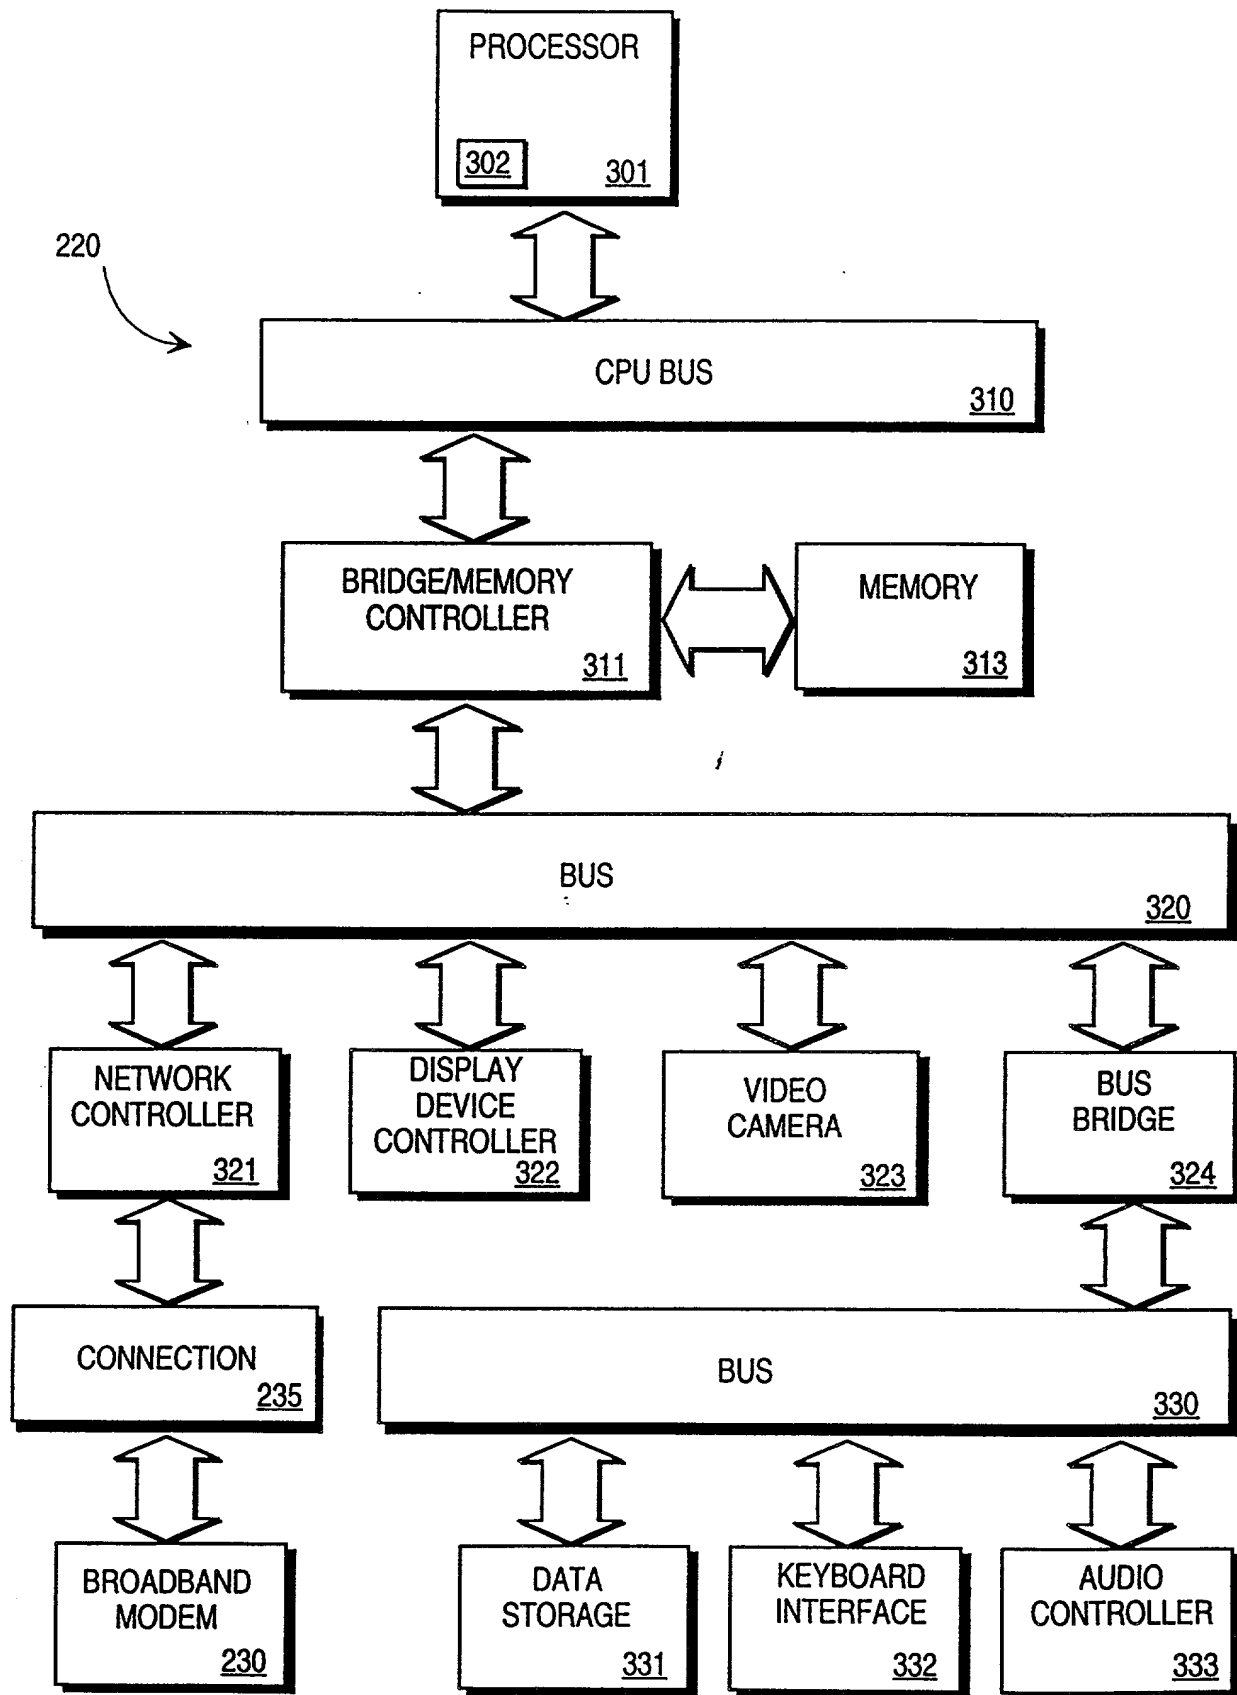 PROCESSOR
302
301
220
CPU BUS
310
BRIDGE/MEMORY
CONTROLLER
311
MEMORY
313
BUS
320
NETWORK
CONTROLLER
321
DISPLAY
DEVICE
CONTROLLER
322
VIDEO
CAMERA
323
BUS
BRIDGE
324
CONNECTION
235
BUS
330
BROADBAND
MODEM
230
DATA
STORAGE
331
KEYBOARD
INTERFACE
332
AUDIO
CONTROLLER
333